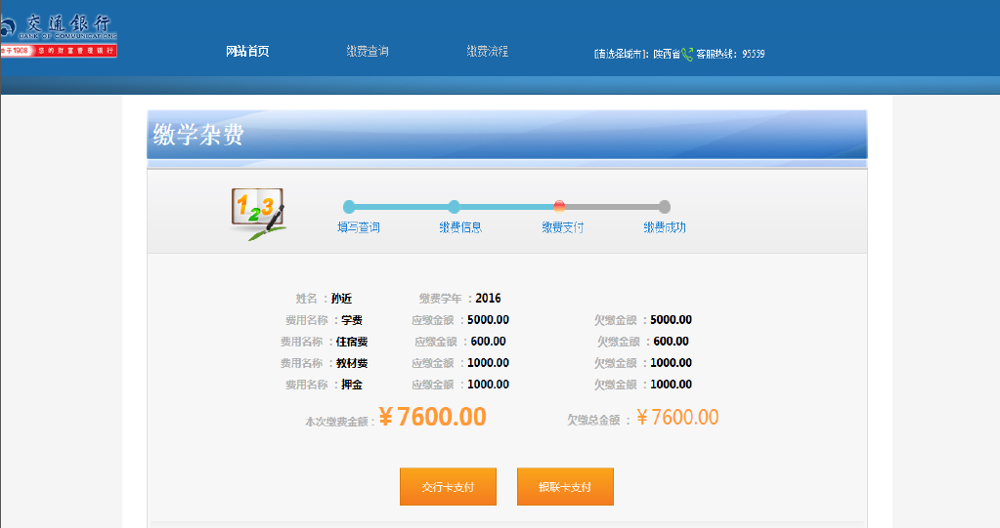 交通銀行
BANK OF COMMUNICATIONS
始于1908 您的财富管理银行
网站首页 缴费查询 缴费流程 [请选择城市]: 陕西省 客服热线: 95559
缴学杂费
123
填写查询 缴费信息 缴费支付 缴费成功
姓名 : 孙近 缴费学年 : 2016
费用名称 : 学费 应缴金额 : 5000.00 欠缴金额 : 5000.00
费用名称 : 住宿费 应缴金额 : 600.00 欠缴金额 : 600.00
费用名称 : 教材费 应缴金额 : 1000.00 欠缴金额 : 1000.00
费用名称 : 押金 应缴金额 : 1000.00 欠缴金额 : 1000.00
本次缴费金额 : ¥7600.00 欠缴总金额 : ¥7600.00
交行卡支付 银联卡支付